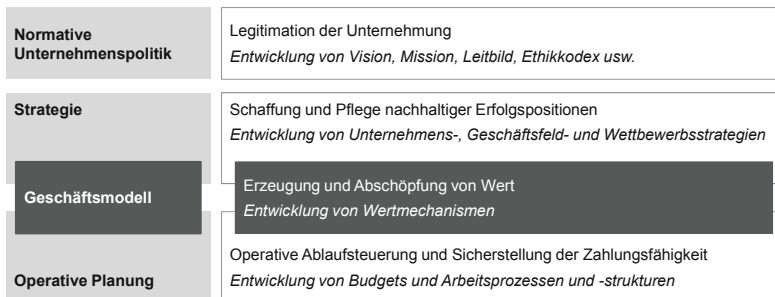 Normative
Unternehmenspolitik
Legitimation der Unternehmung
Entwicklung von Vision, Mission, Leitbild, Ethikkodex usw.
Strategie
Schaffung und Pflege nachhaltiger Erfolgspositionen
Entwicklung von Unternehmens-, Geschäftsfeld- und Wettbewerbsstrategien
Geschäftsmodell
Erzeugung und Abschöpfung von Wert
Entwicklung von Wertmechanismen
Operative Planung
Operative Ablaufsteuerung und Sicherstellung der Zahlungsfähigkeit
Entwicklung von Budgets und Arbeitsprozessen und -strukturen